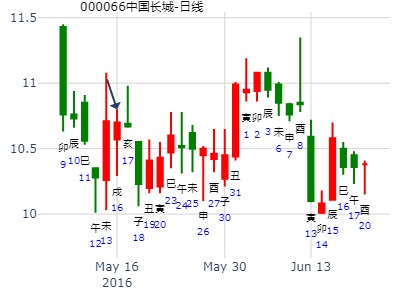 000066中国长城-日线
11.5
11
10.5
10
卯
9
辰
10
巳
11
午
12
未
13
戌
16
亥
17
子
18
丑
19
寅
20
巳
23
午
24
未
25
申
26
酉
27
子
30
丑
31
寅
1
卯
2
辰
3
未
6
申
7
酉
8
寅
13
卯
14
辰
15
巳
16
午
17
酉
20
May 16
2016
May 30
Jun 13